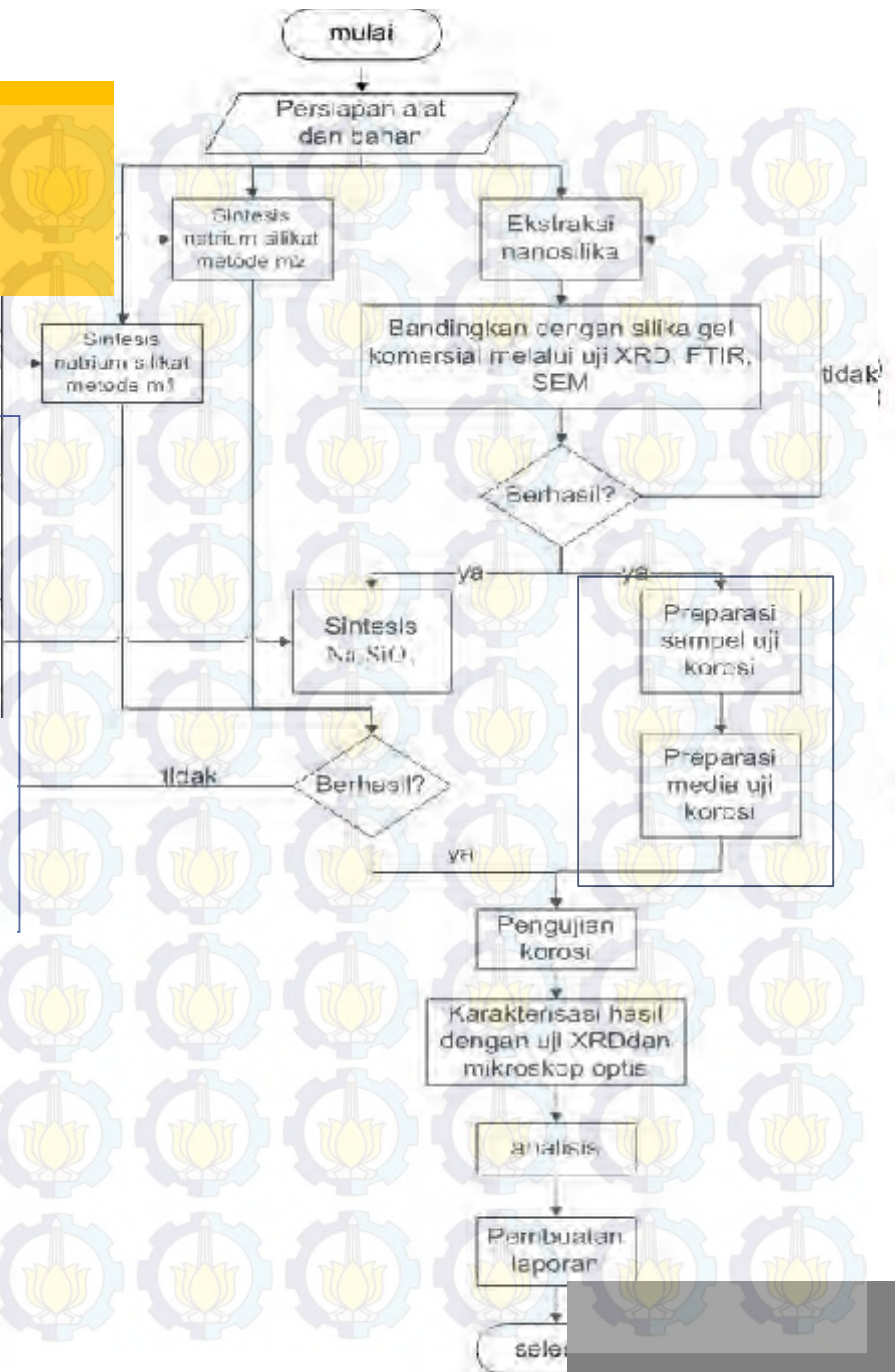 mulai
Persiapan alat
dan bahan
Sintesis
natrium silikat
metode m2
Ekstraksi
nanosilika
Sintesis
natrium silikat
metode m1
Bandingkan dengan silika gel
komersial melalui uji XRD, FTIR,
SEM
tidak
Berhasil?
ya
ya
Sintesis
Preparasi
sampel uji
korosi
Preparasi
media uji
korosi
tidak
Berhasil?
ya
Pengujian
korosi
Karakterisasi hasil
dengan uji XRDdan
mikroskop optis
analisis
Pembuatan
laporan